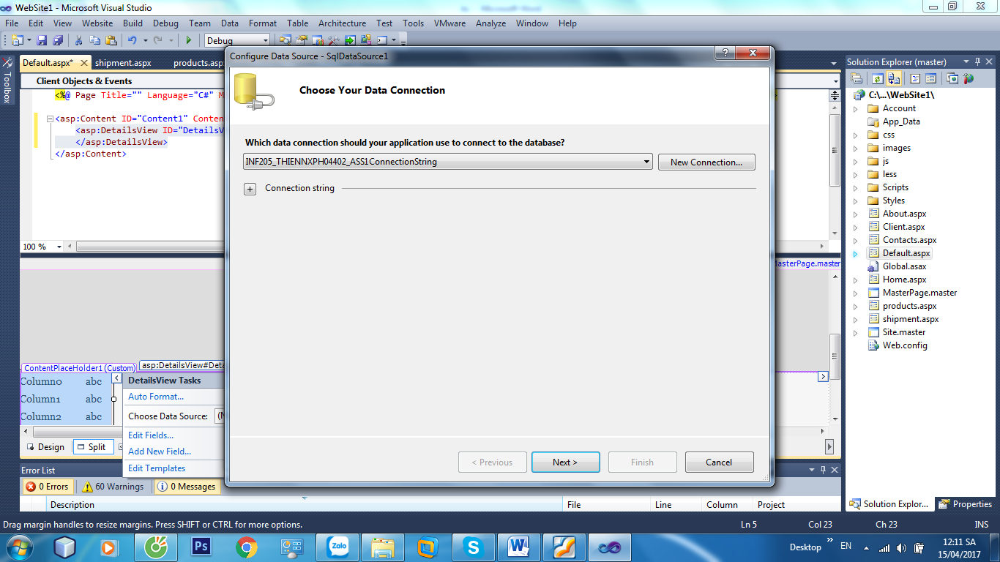 WebSite1 - Microsoft Visual Studio
File Edit View Website Build Debug Team Data Format Table Architecture Test Tools VMware Analyze Window Help
Debug
Default.aspx* shipment.aspx products.asp
Client Objects & Events
<%@ Page Title="" Language="C#" M
<asp:Content ID="Content1" Conten
<asp:DetailsView ID="DetailsV
</asp:DetailsView>
</asp:Content>
100 %
Toolbox
Configure Data Source - SqlDataSource1
Choose Your Data Connection
Which data connection should your application use to connect to the database?
INF205_THIENNXPH04402_ASS1ConnectionString
New Connection...
+ Connection string
< Previous Next > Finish Cancel
MasterPage.master
ContentPlaceHolder1 (Custom) asp:DetailsView#Deta
Column0 abc
Column1 abc
Column2 abc
DetailsView Tasks
Auto Format...
Choose Data Source: (N
Edit Fields...
Add New Field...
Edit Templates
Design Split
Error List
0 Errors 60 Warnings 0 Messages
Description File Line Column Project
Solution Explorer (master)
C:\...\WebSite1\
Account
App_Data
css
images
js
less
Scripts
Styles
About.aspx
Client.aspx
Contacts.aspx
Default.aspx
Global.asax
Home.aspx
MasterPage.master
products.aspx
shipment.aspx
Site.master
Web.config
Solution Explor... Properties
Drag margin handles to resize margins. Press SHIFT or CTRL for more options. Ln 5 Col 23 Ch 23 INS
Ps Zalo S W
Desktop » EN
12:11 SA
15/04/2017